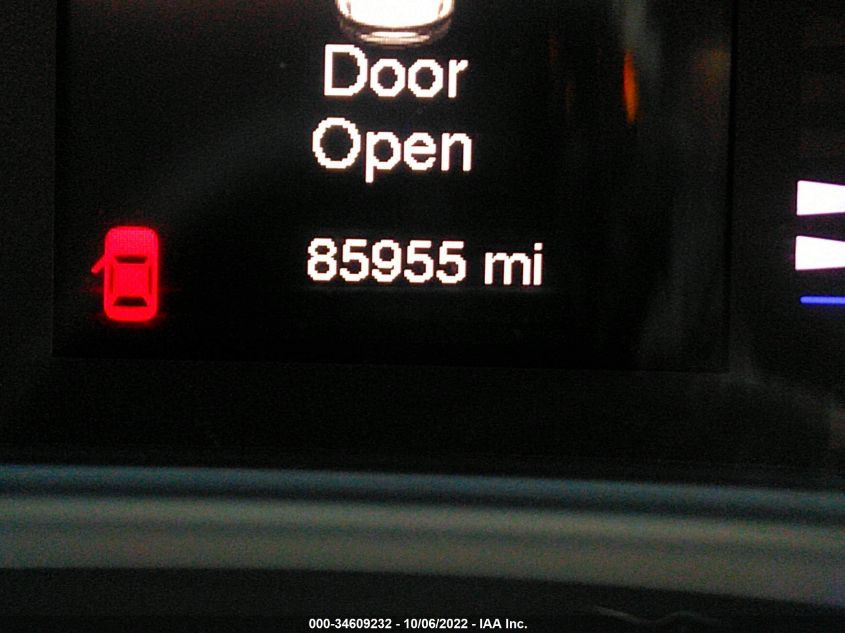 Door
Open
85955 mi
000-34609232 - 10/06/2022 - IAA Inc.